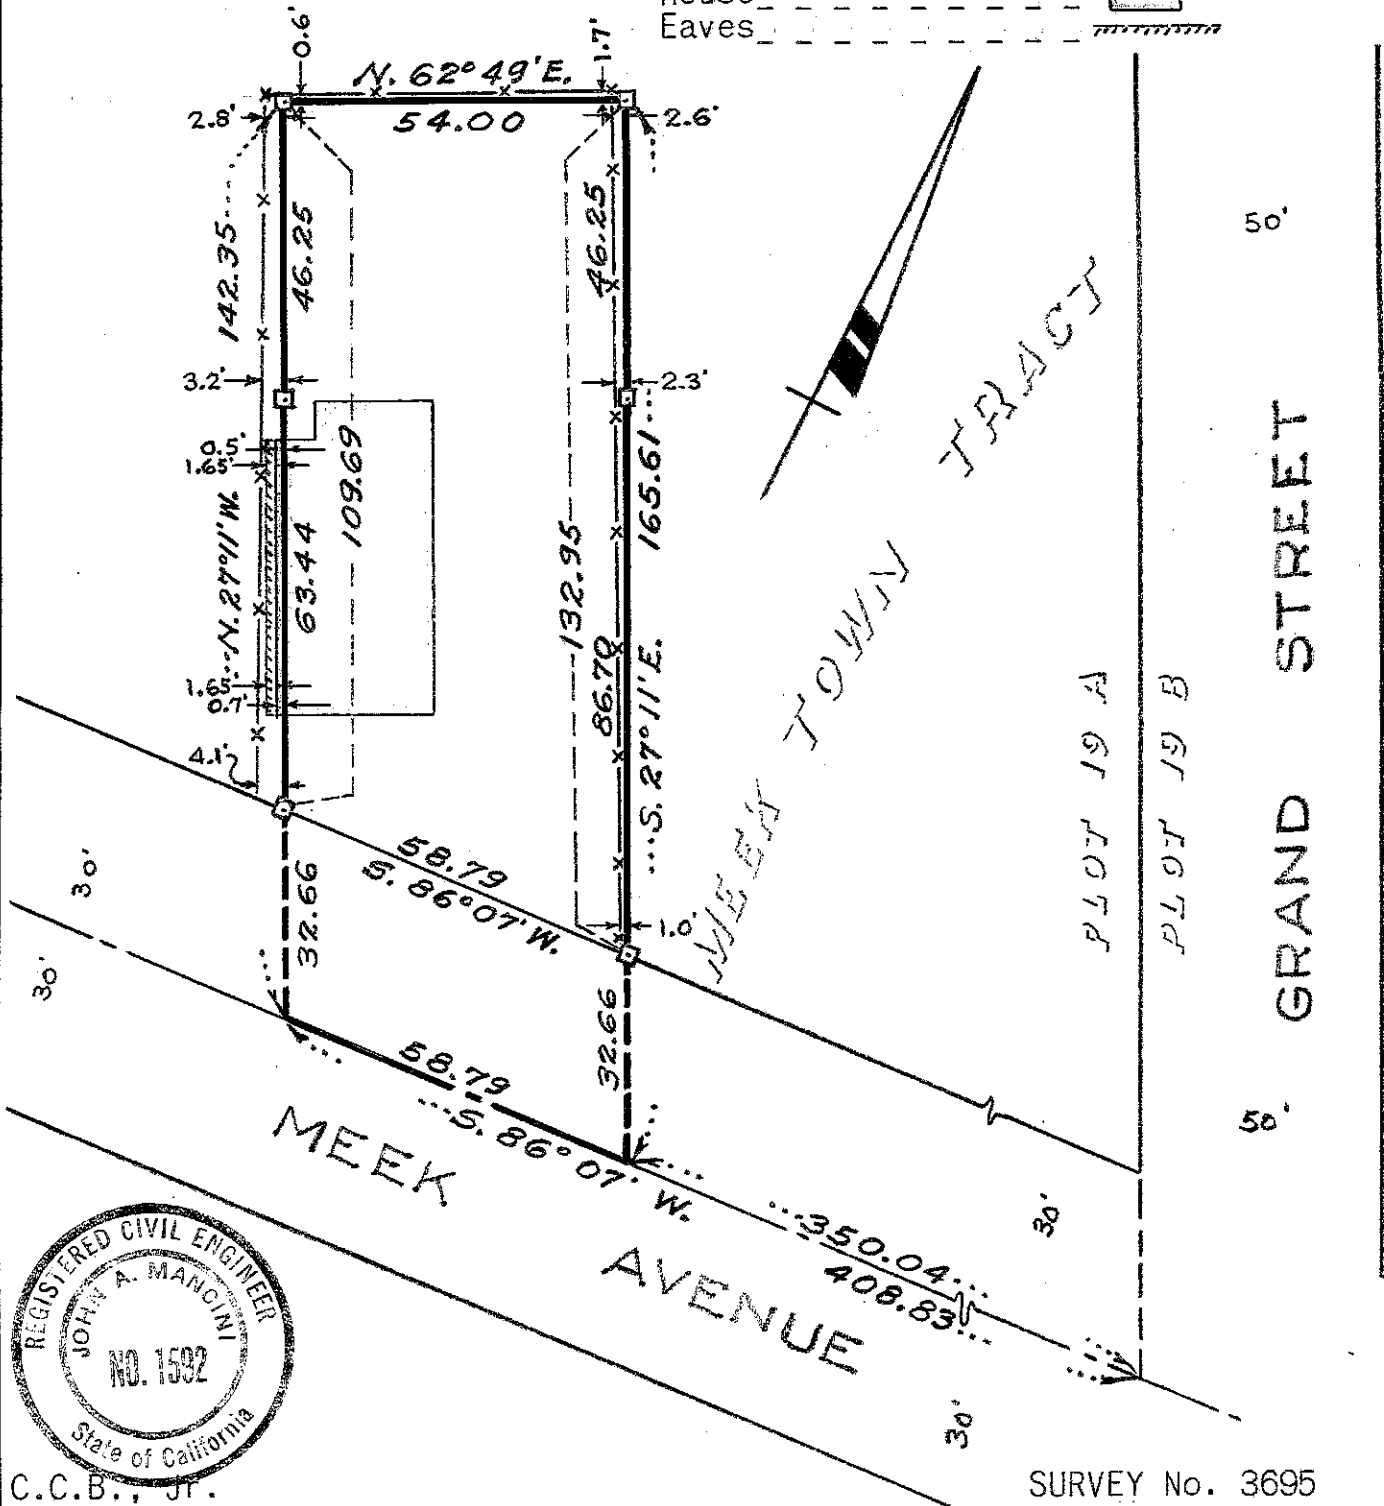 House
Eaves
0.6'
1.7'
N. 62°49'E.
54.00
2.8'
2.6'
142.35
46.25
46.25
50'
MEEK TOWN TRACT
3.2'
2.3'
0.5'
1.65'
109.69
165.61
N. 27°11'W.
63.44
132.95
86.70
S. 27°11'E.
1.65'
0.7'
4.1'
PLOT 19 A
PLOT 19 B
GRAND STREET
58.79
S. 86°07' W.
1.0'
30'
30'
32.66
32.66
58.79
S. 86°07' W.
MEEK AVENUE
50'
30'
350.04
408.83
30'
REGISTERED CIVIL ENGINEER
JOHN A. MANCINI
NO. 1592
State of California
C.C.B., Jr.
SURVEY No. 3695